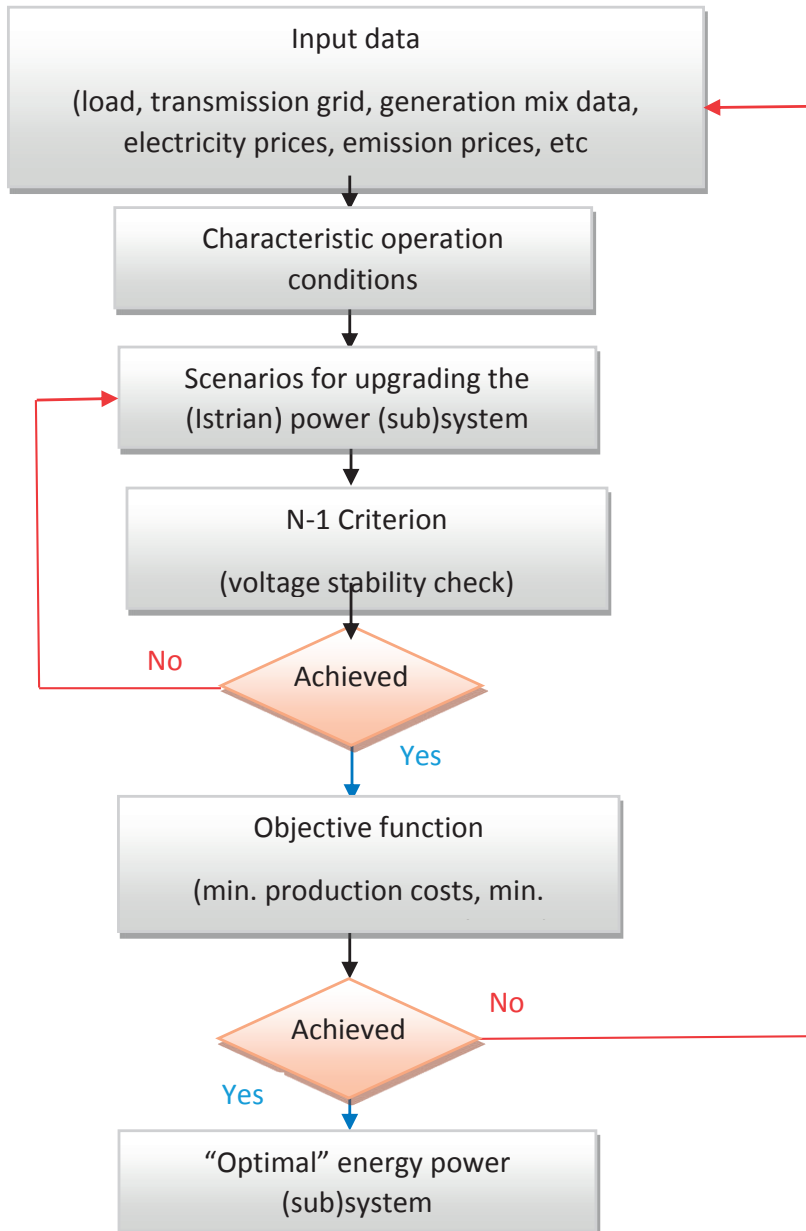 Input data
(load, transmission grid, generation mix data,
electricity prices, emission prices, etc
Characteristic operation
conditions
Scenarios for upgrading the
(Istrian) power (sub)system
N-1 Criterion
(voltage stability check)
Achieved
No
Yes
Objective function
(min. production costs, min.
Achieved
No
Yes
“Optimal” energy power
(sub)system